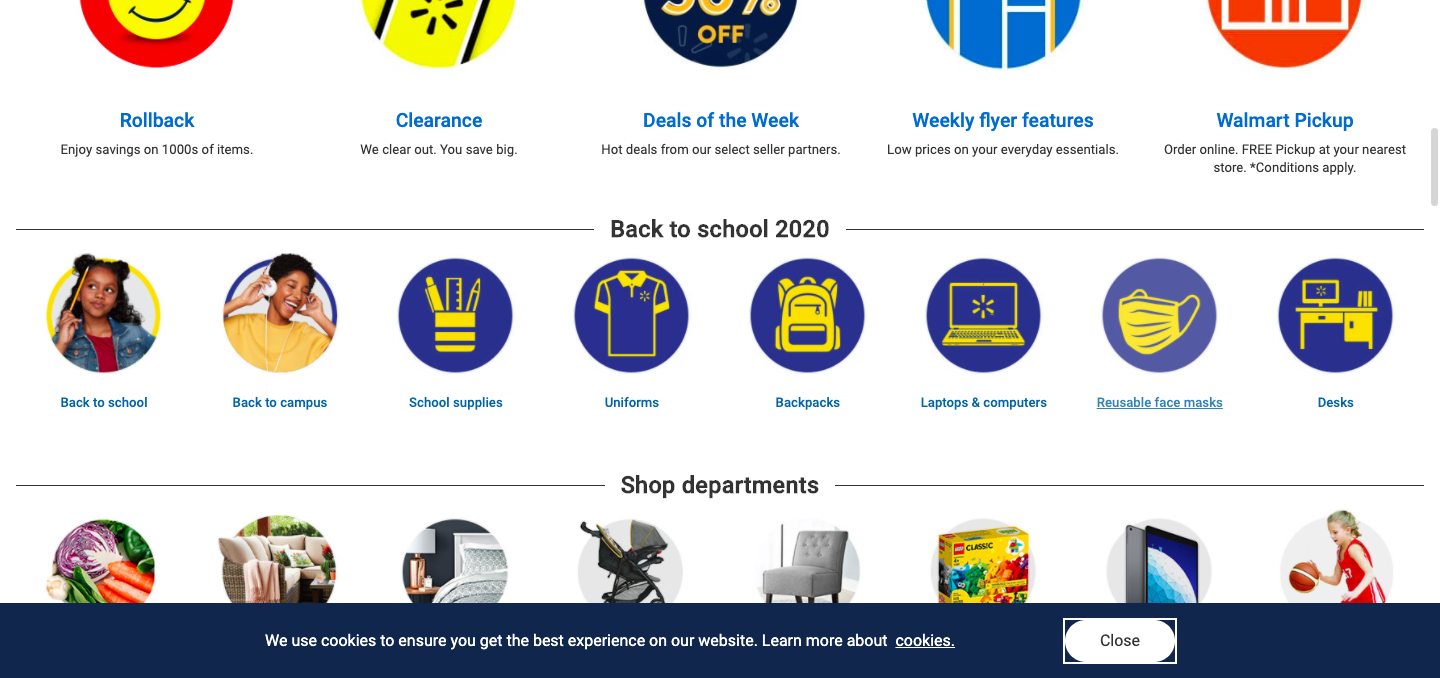 50%
OFF
Rollback
Clearance
Deals of the Week
Weekly flyer features
Walmart Pickup
Enjoy savings on 1000s of items.
We clear out. You save big.
Hot deals from our select seller partners.
Low prices on your everyday essentials.
Order online. FREE Pickup at your nearest
store. *Conditions apply.
Back to school 2020
Back to school
Back to campus
School supplies
Uniforms
Backpacks
Laptops & computers
Reusable face masks
Desks
Shop departments
LEGO CLASSIC
We use cookies to ensure you get the best experience on our website. Learn more about cookies.
Close